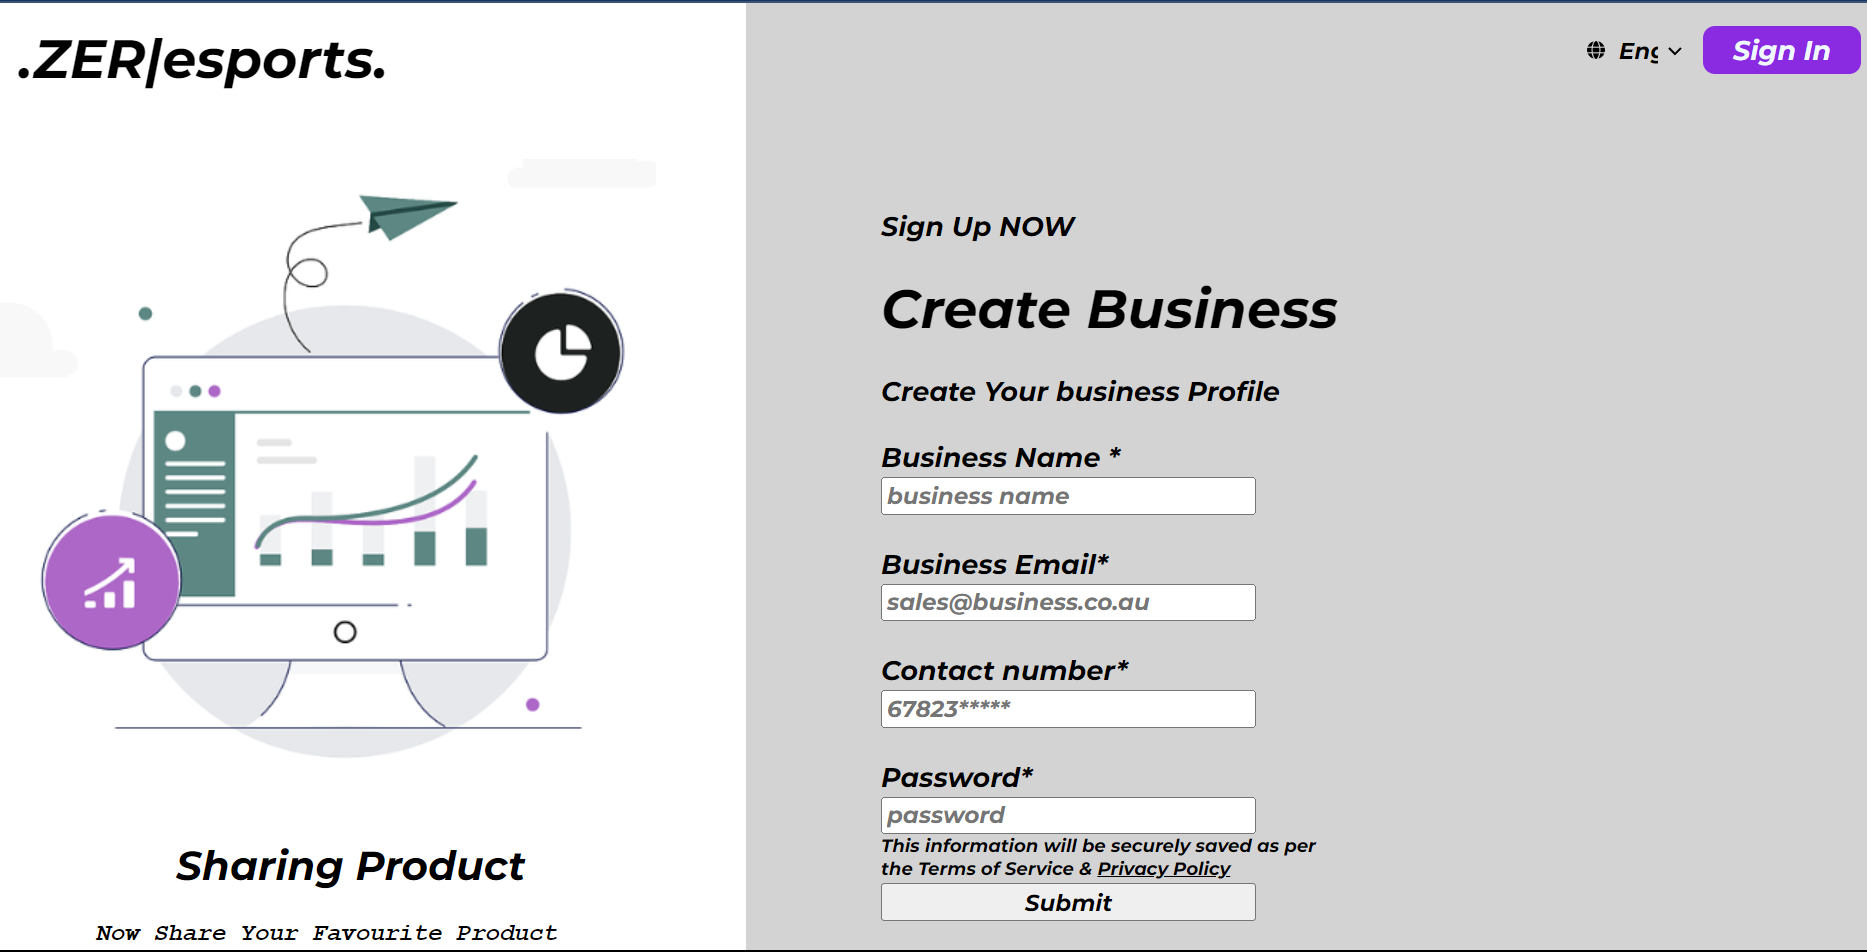 .ZER|esports.
Eng
Sign In
Sign Up NOW
Create Business
Create Your business Profile
Business Name *
business name
Business Email*
sales@business.co.au
Contact number*
67823*****
Password*
password
This information will be securely saved as per
the Terms of Service & Privacy Policy
Submit
Sharing Product
Now Share Your Favourite Product